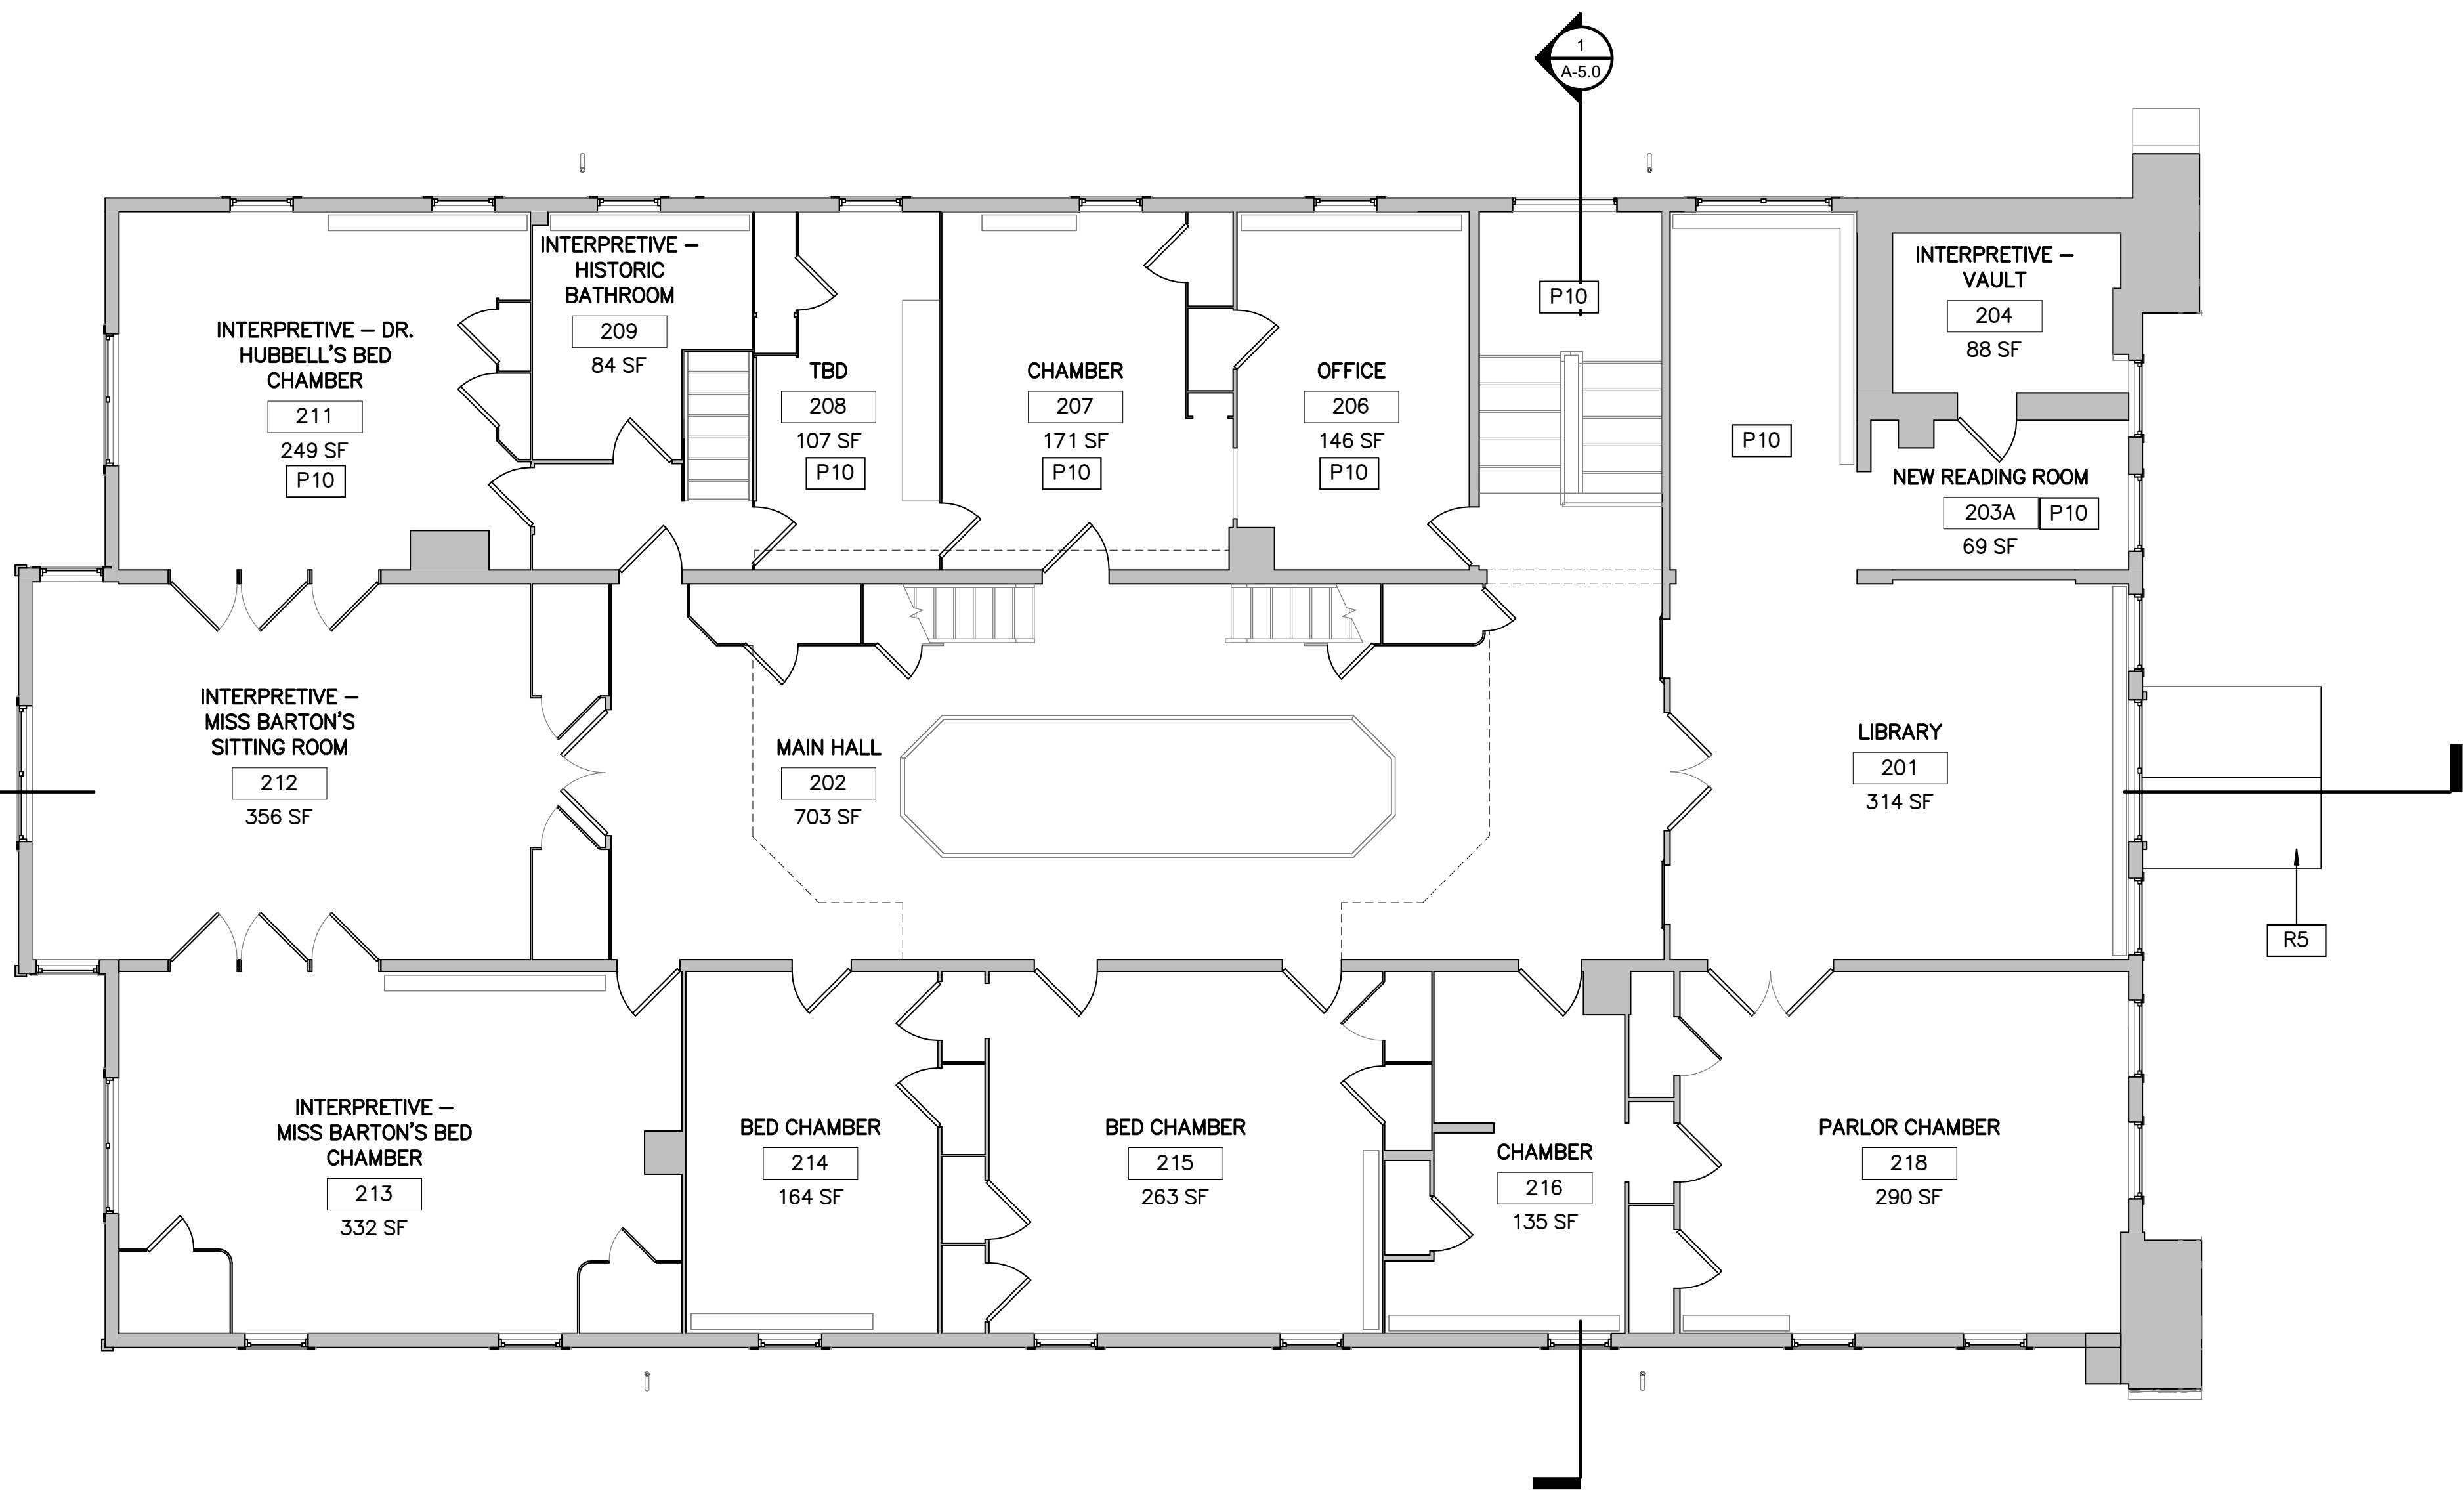 1
A-5.0
P10
INTERPRETIVE –
HISTORIC
BATHROOM
209
84 SF
INTERPRETIVE –
VAULT
204
88 SF
INTERPRETIVE – DR.
HUBBELL'S BED
CHAMBER
211
249 SF
P10
TBD
208
107 SF
P10
CHAMBER
207
171 SF
P10
OFFICE
206
146 SF
P10
P10
NEW READING ROOM
203A
P10
69 SF
INTERPRETIVE –
MISS BARTON'S
SITTING ROOM
212
356 SF
MAIN HALL
202
703 SF
LIBRARY
201
314 SF
R5
INTERPRETIVE –
MISS BARTON'S BED
CHAMBER
213
332 SF
BED CHAMBER
214
164 SF
BED CHAMBER
215
263 SF
CHAMBER
216
135 SF
PARLOR CHAMBER
218
290 SF